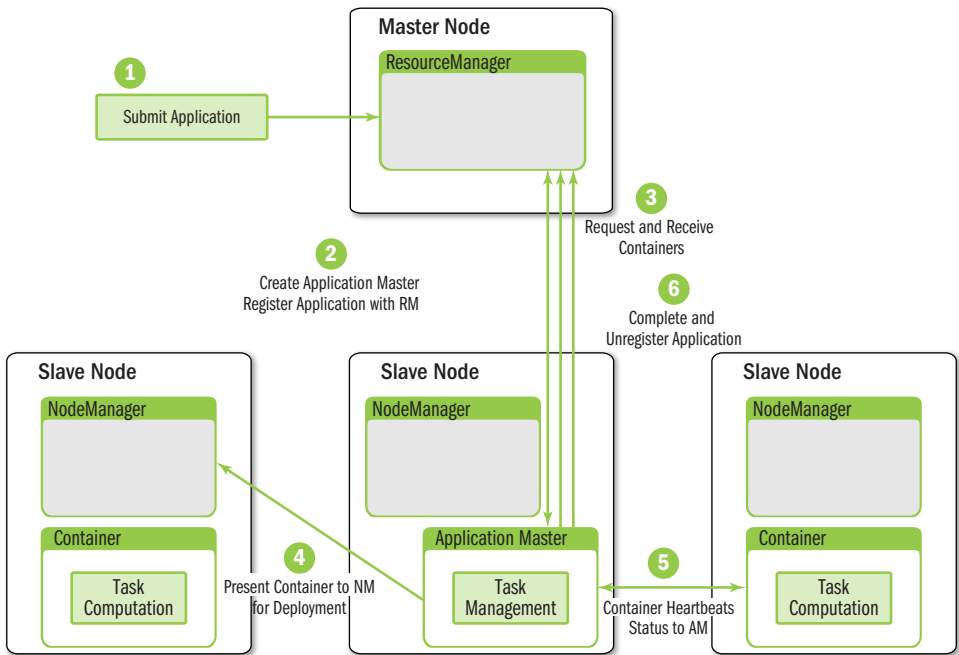 Master Node
ResourceManager
1
Submit Application
3
Request and Receive
Containers
2
Create Application Master
Register Application with RM
6
Complete and
Unregister Application
Slave Node
NodeManager
Container
Task
Computation
4
Present Container to NM
for Deployment
Slave Node
NodeManager
Application Master
Task
Management
5
Container Heartbeats
Status to AM
Slave Node
NodeManager
Container
Task
Computation